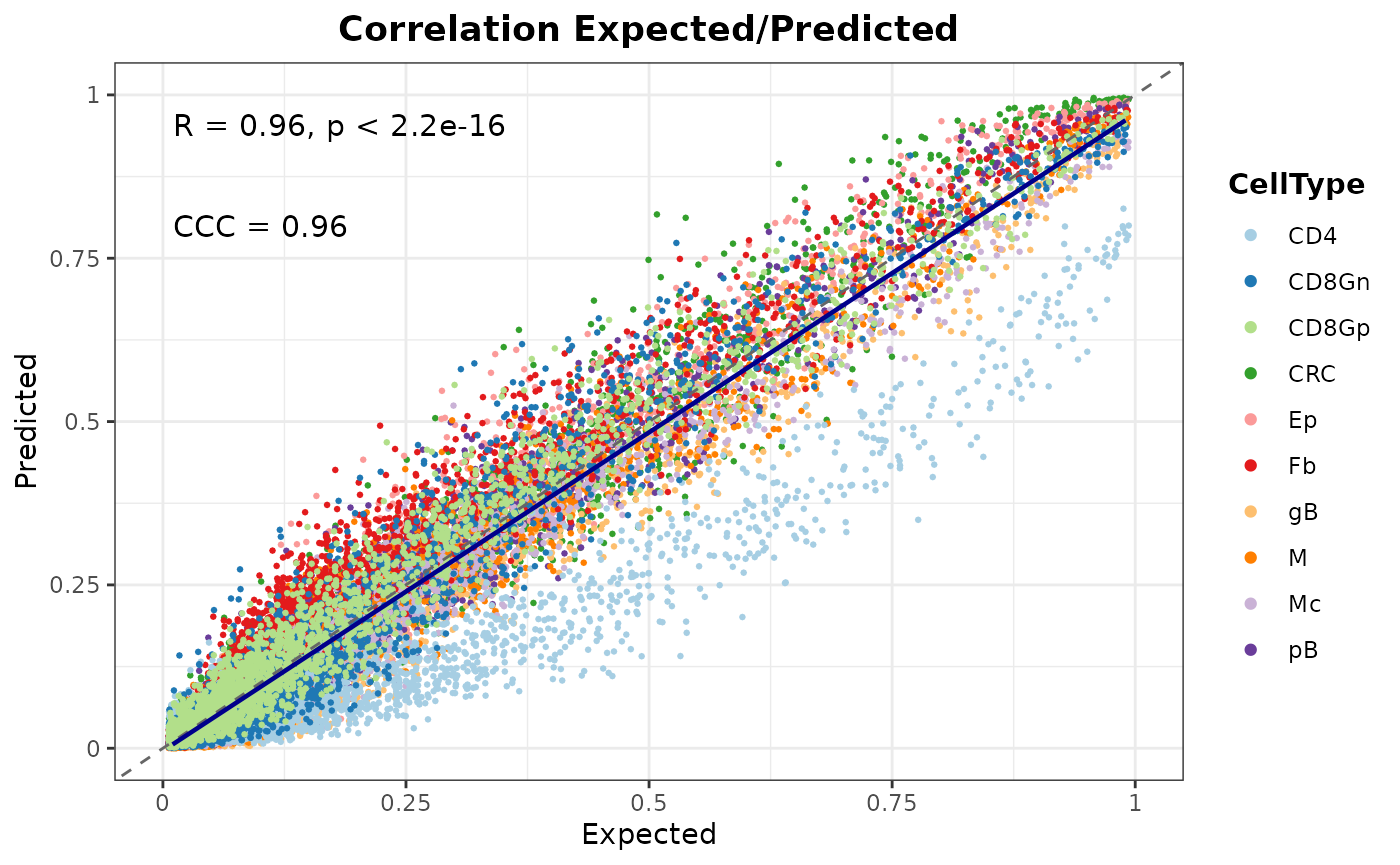 Correlation Expected/Predicted
R = 0.96, p < 2.2e-16
CCC = 0.96
1
0.75
0.5
0.25
0
Predicted
0
0.25
0.5
0.75
1
Expected
CellType
CD4
CD8Gn
CD8Gp
CRC
Ep
Fb
gB
M
Mc
pB